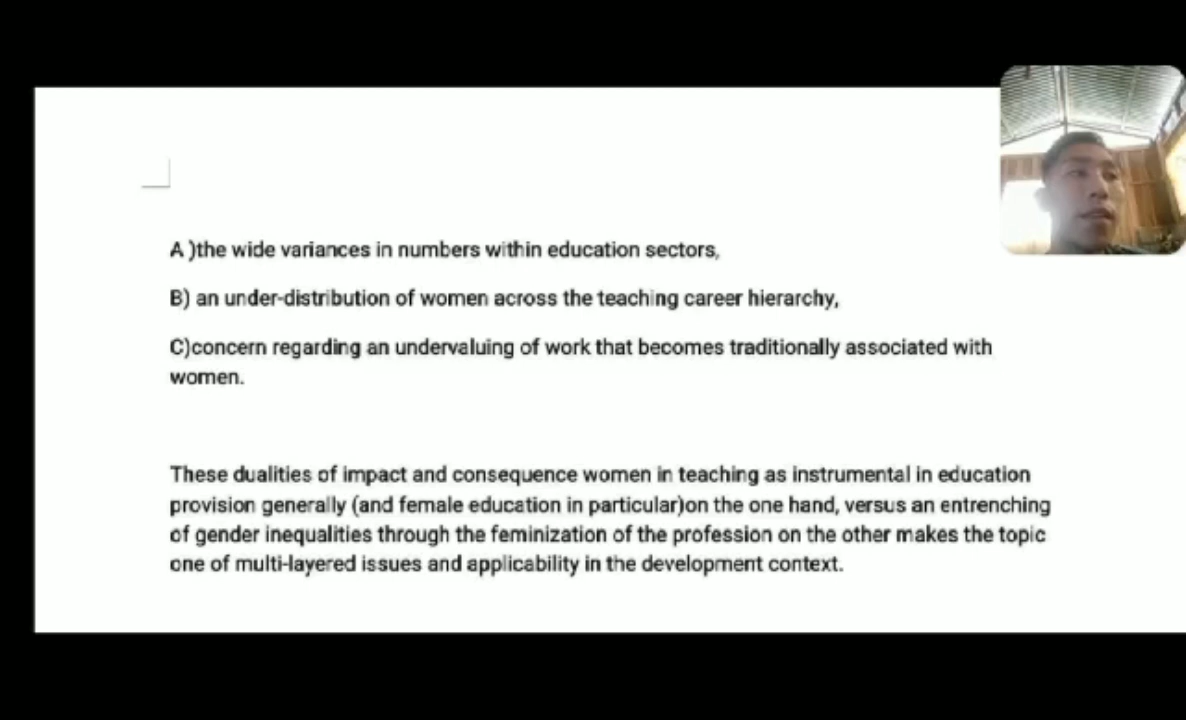 A )the wide variances in numbers within education sectors,
B) an under-distribution of women across the teaching career hierarchy,
C)concern regarding an undervaluing of work that becomes traditionally associated with
women.
These dualities of impact and consequence women in teaching as instrumental in education
provision generally (and female education in particular)on the one hand, versus an entrenching
of gender inequalities through the feminization of the profession on the other makes the topic
one of multi-layered issues and applicability in the development context.